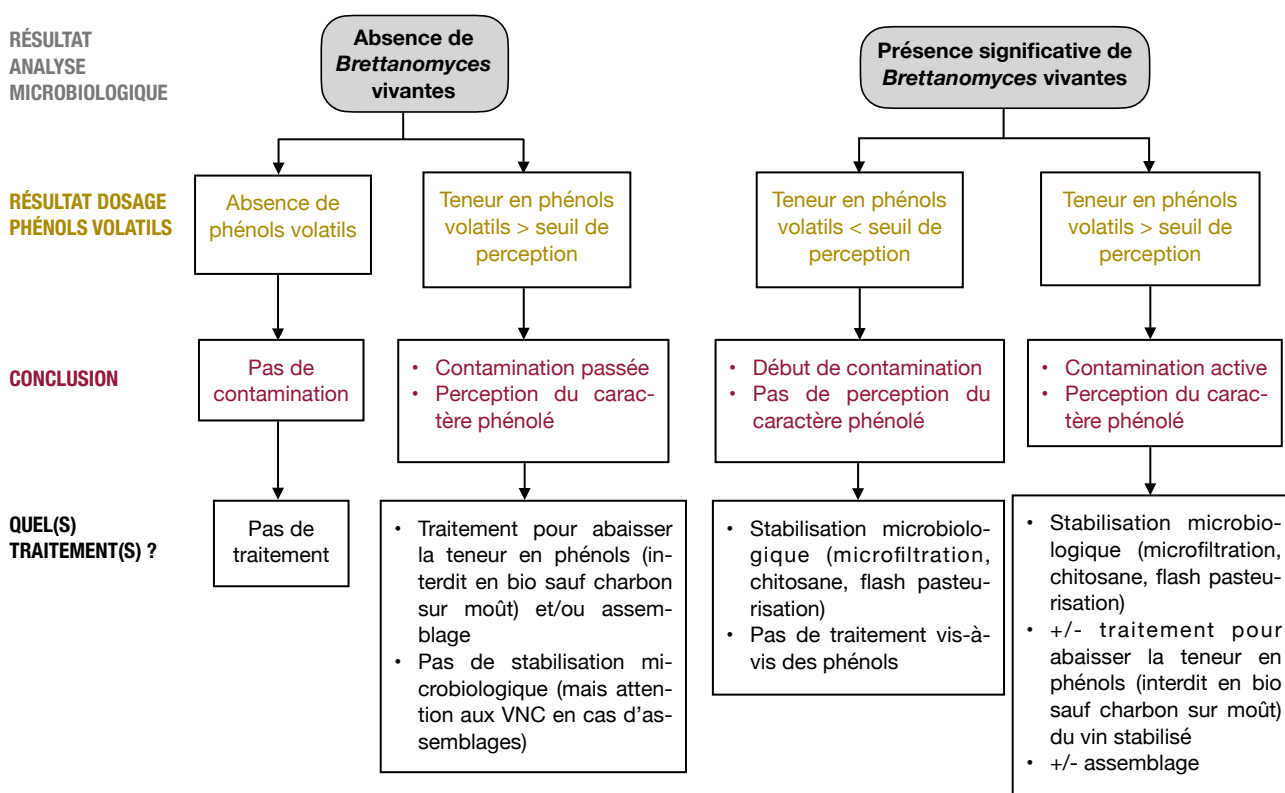 RÉSULTAT
ANALYSE
MICROBIOLOGIQUE
Absence de
Brettanomyces
vivantes
Présence significative de
Brettanomyces vivantes
RÉSULTAT DOSAGE
PHÉNOLS VOLATILS
Absence de
phénols volatils
Teneur en phénols
volatils > seuil de
perception
Teneur en phénols
volatils < seuil de
perception
Teneur en phénols
volatils > seuil de
perception
CONCLUSION
Pas de
contamination
• Contamination passée
• Perception du carac-
tère phénolé
• Début de contamination
• Pas de perception du
caractère phénolé
• Contamination active
• Perception du carac-
tère phénolé
QUEL(S)
TRAITEMENT(S) ?
Pas de
traitement
• Traitement pour abaisser
la teneur en phénols (in-
terdit en bio sauf charbon
sur moût) et/ou assem-
blage
• Pas de stabilisation mi-
crobiologique (mais atten-
tion aux VNC en cas d'as-
semblages)
• Stabilisation microbiolo-
gique (microfiltration,
chitosane, flash pasteu-
risation)
• Pas de traitement vis-à-
vis des phénols
• Stabilisation microbio-
logique (microfiltration,
chitosane, flash pasteu-
risation)
• +/- traitement pour
abaisser la teneur en
phénols (interdit en bio
sauf charbon sur moût)
du vin stabilisé
• +/- assemblage